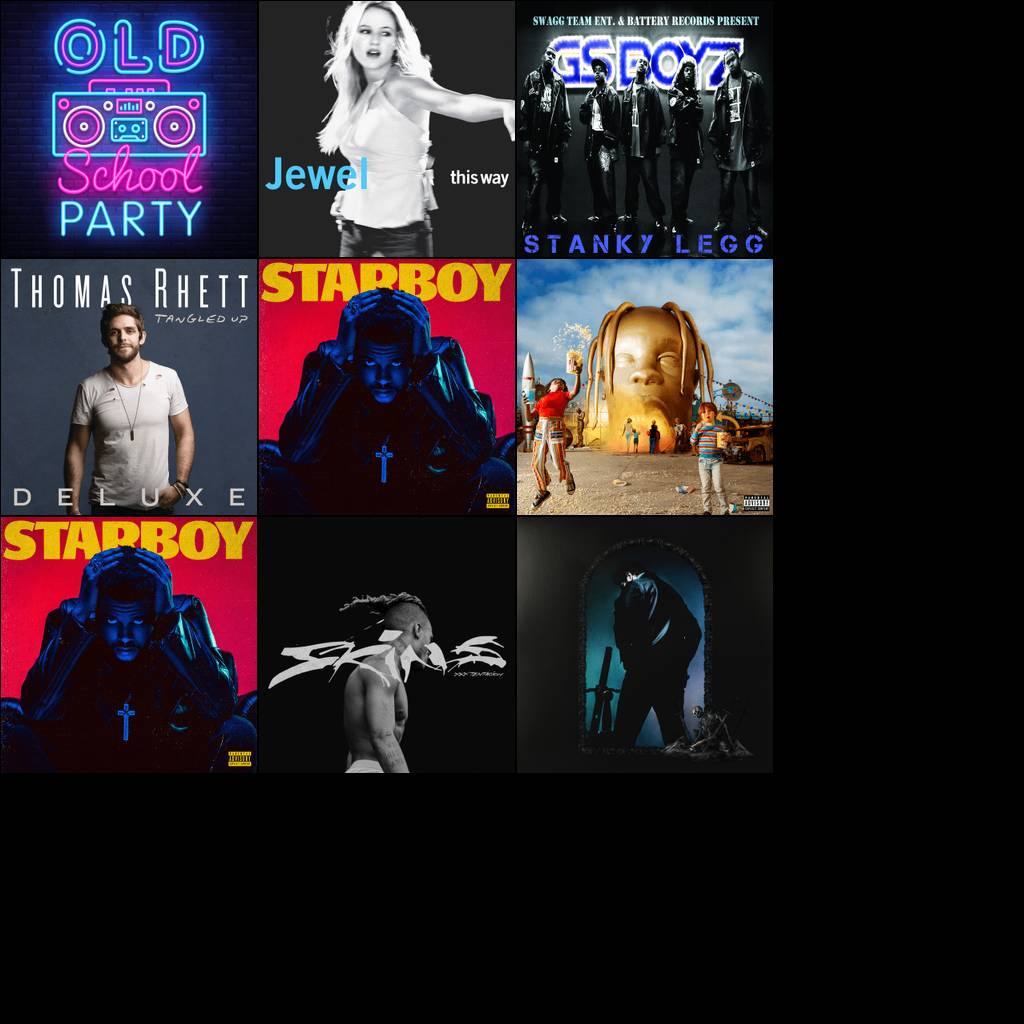 OLD
School
PARTY
Jewel
this way
SWAGG TEAM ENT. & BATTERY RECORDS PRESENT
GS BOYZ
STANKY LEGG
THOMAS RHETT
TANGLED UP
DELUXE
STARBOY
PARENTAL
ADVISORY
EXPLICIT CONTENT
PARENTAL
ADVISORY
EXPLICIT CONTENT
STARBOY
PARENTAL
ADVISORY
EXPLICIT CONTENT
SKINS
XXXTENTACION